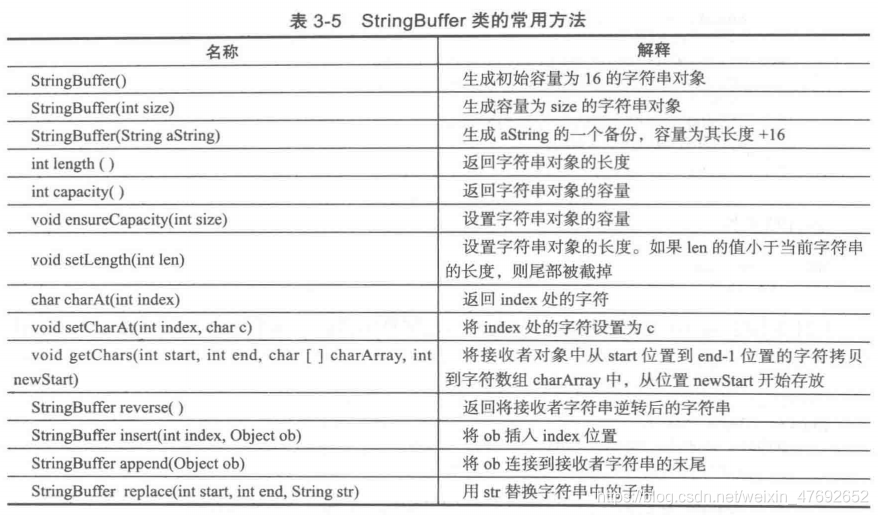 表 3-5 StringBuffer 类的常用方法
名称
解释
StringBuffer()
生成初始容量为 16 的字符串对象
StringBuffer(int size)
生成容量为 size 的字符串对象
StringBuffer(String aString)
生成 aString 的一个备份，容量为其长度 +16
int length ( )
返回字符串对象的长度
int capacity( )
返回字符串对象的容量
void ensureCapacity(int size)
设置字符串对象的容量
void setLength(int len)
设置字符串对象的长度。如果 len 的值小于当前字符串
的长度，则尾部被截掉
char charAt(int index)
返回 index 处的字符
void setCharAt(int index, char c)
将 index 处的字符设置为 c
void getChars(int start, int end, char [ ] charArray, int
newStart)
将接收者对象中从 start 位置到 end-1 位置的字符拷贝
到字符数组 charArray 中，从位置 newStart 开始存放
StringBuffer reverse( )
返回将接收者字符串逆转后的字符串
StringBuffer insert(int index, Object ob)
将 ob 插入 index 位置
StringBuffer append(Object ob)
将 ob 连接到接收者字符串的末尾
StringBuffer replace(int start, int end, String str)
用 str 替换字符串中的子串
https://blog.csdn.net/weixin_47692652